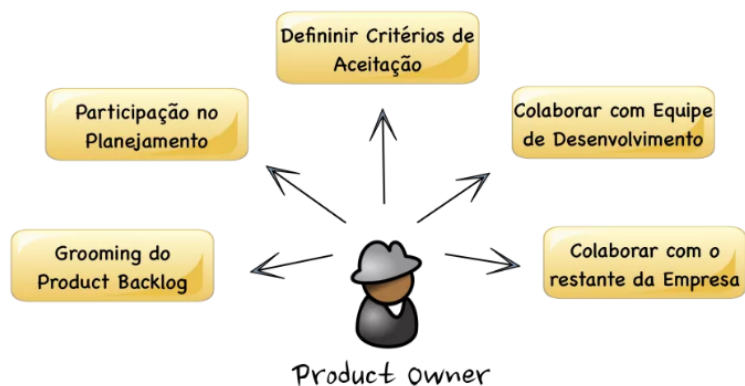 Defininir Critérios de
Aceitação
Participação no
Planejamento
Colaborar com Equipe
de Desenvolvimento
Grooming do
Product Backlog
Colaborar com o
restante da Empresa
Product Owner